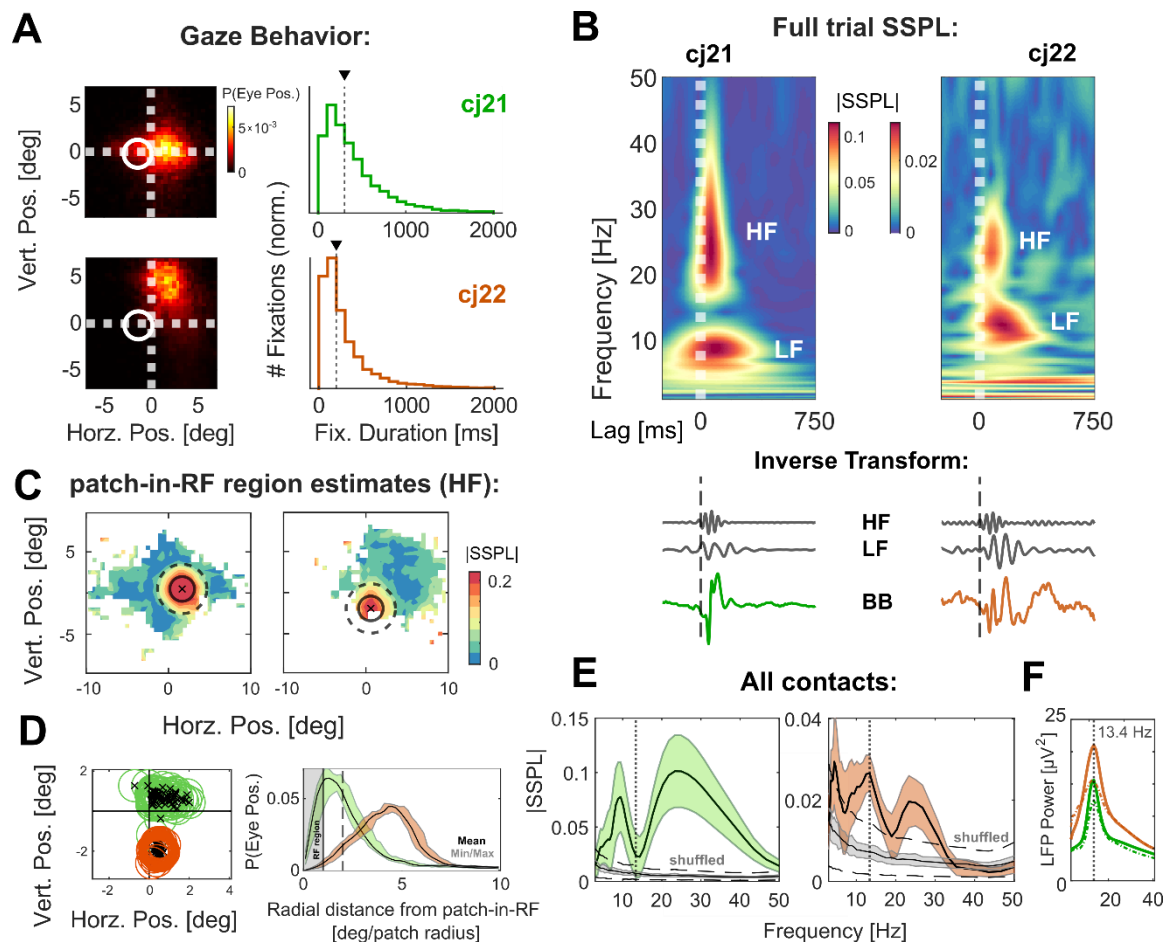 A
Gaze Behavior:
P(Eye Pos.)
5×10⁻³
0
Vert. Pos. [deg]
5
0
-5
5
0
-5
-7 0 7
Horz. Pos. [deg]
# Fixations (norm.)
cj21
0 1000 2000
cj22
0 1000 2000
Fix. Duration [ms]
B
Full trial SSPL:
cj21
cj22
Frequency [Hz]
50
40
30
20
10
|SSPL|
0.1
0.05
0
0.02
0
HF
LF
HF
LF
Lag [ms]
0 750
0 750
Inverse Transform:
HF
LF
BB
C
patch-in-RF region estimates (HF):
Vert. Pos. [deg]
5
0
-5
-10 0 10
-10 0 10
|SSPL|
0.2
0
Horz. Pos. [deg]
D
Vert. Pos. [deg]
2
0
-2
0 2 4
Horz. Pos. [deg]
P(Eye Pos.)
0.05
0
RF region
Mean
Min/Max
0 5 10
Radial distance from patch-in-RF
[deg/patch radius]
E
All contacts:
|SSPL|
0.15
0.1
0.05
0
shuffled
10 20 30 40 50
0.04
0.02
0
shuffled
10 20 30 40 50
Frequency [Hz]
F
LFP Power [µV²]
25
0
13.4 Hz
20 40